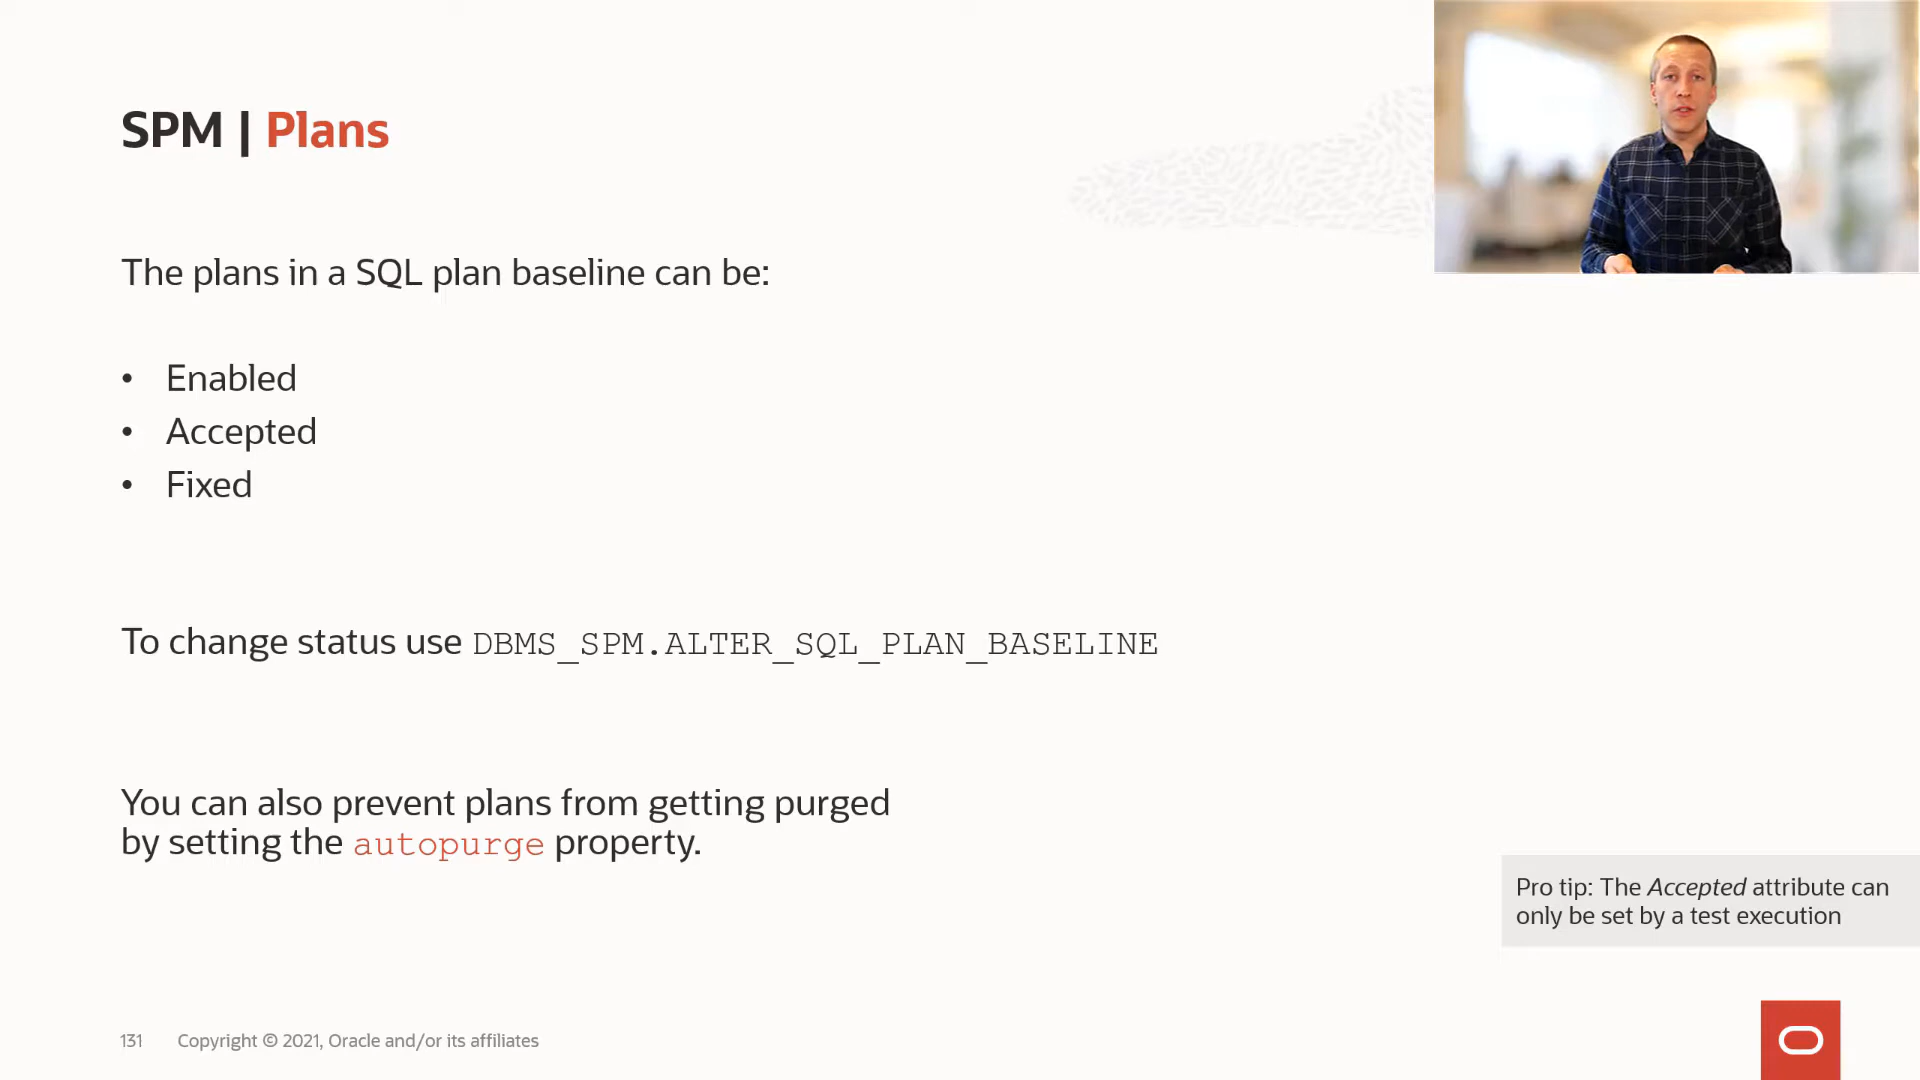 SPM | Plans
The plans in a SQL plan baseline can be:
• Enabled
• Accepted
• Fixed
To change status use DBMS_SPM.ALTER_SQL_PLAN_BASELINE
You can also prevent plans from getting purged
by setting the autopurge property.
Pro tip: The Accepted attribute can
only be set by a test execution
131 Copyright © 2021, Oracle and/or its affiliates